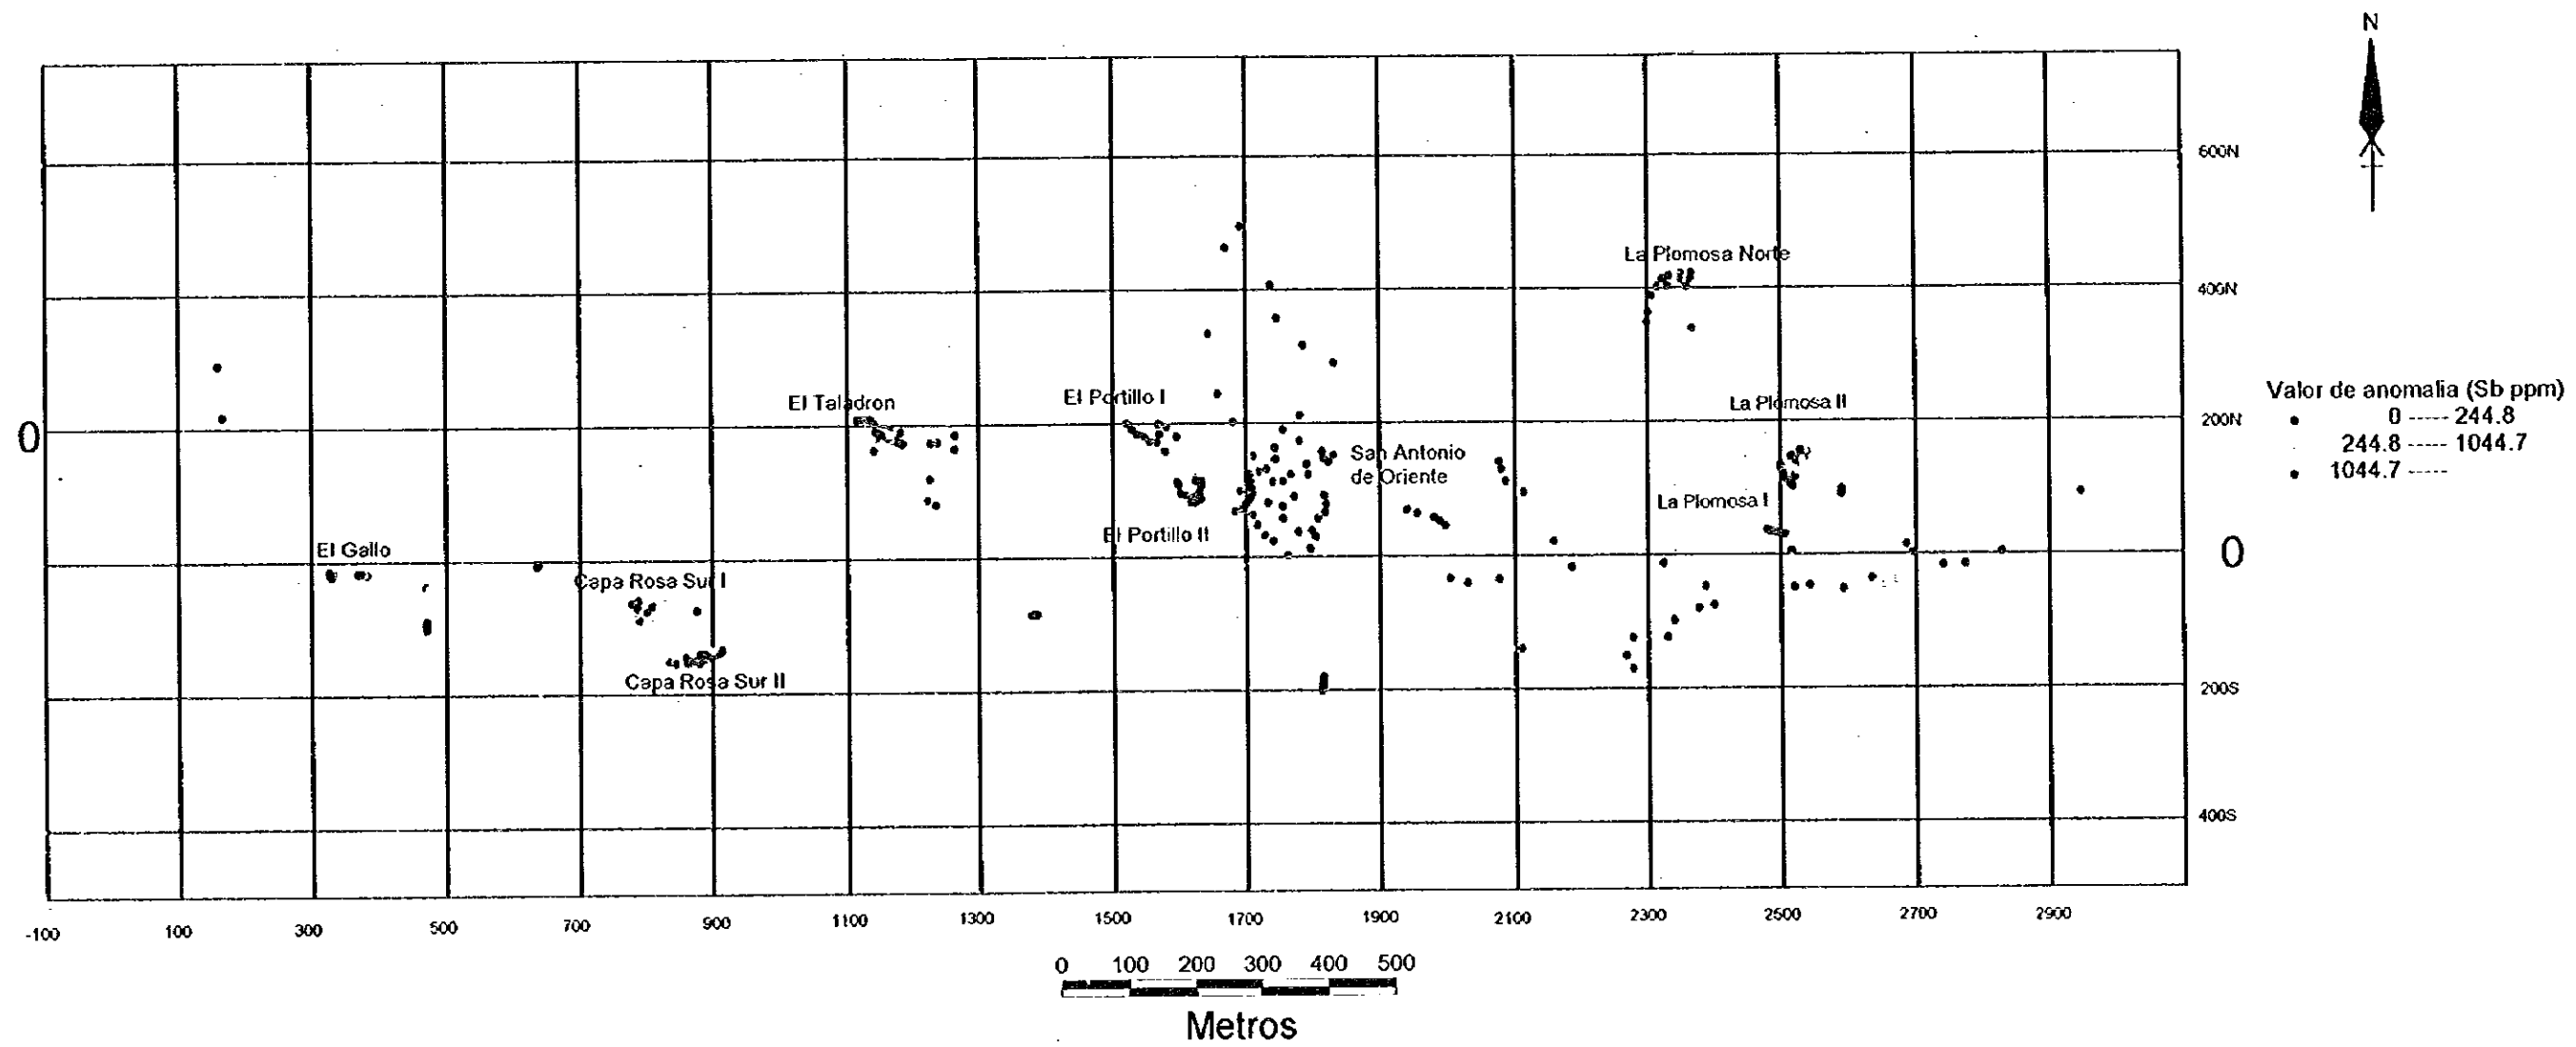 N
600N
La Plomosa Norte
400N
Valor de anomalia (Sb ppm)
0 ----- 244.8
244.8 ----- 1044.7
1044.7 -----
El Taladron
El Portillo I
La Plomosa II
200N
0
San Antonio
de Oriente
La Plomosa I
El Portillo II
0
El Gallo
Capa Rosa Sur I
Capa Rosa Sur II
200S
400S
-100 100 300 500 700 900 1100 1300 1500 1700 1900 2100 2300 2500 2700 2900
0 100 200 300 400 500
Metros